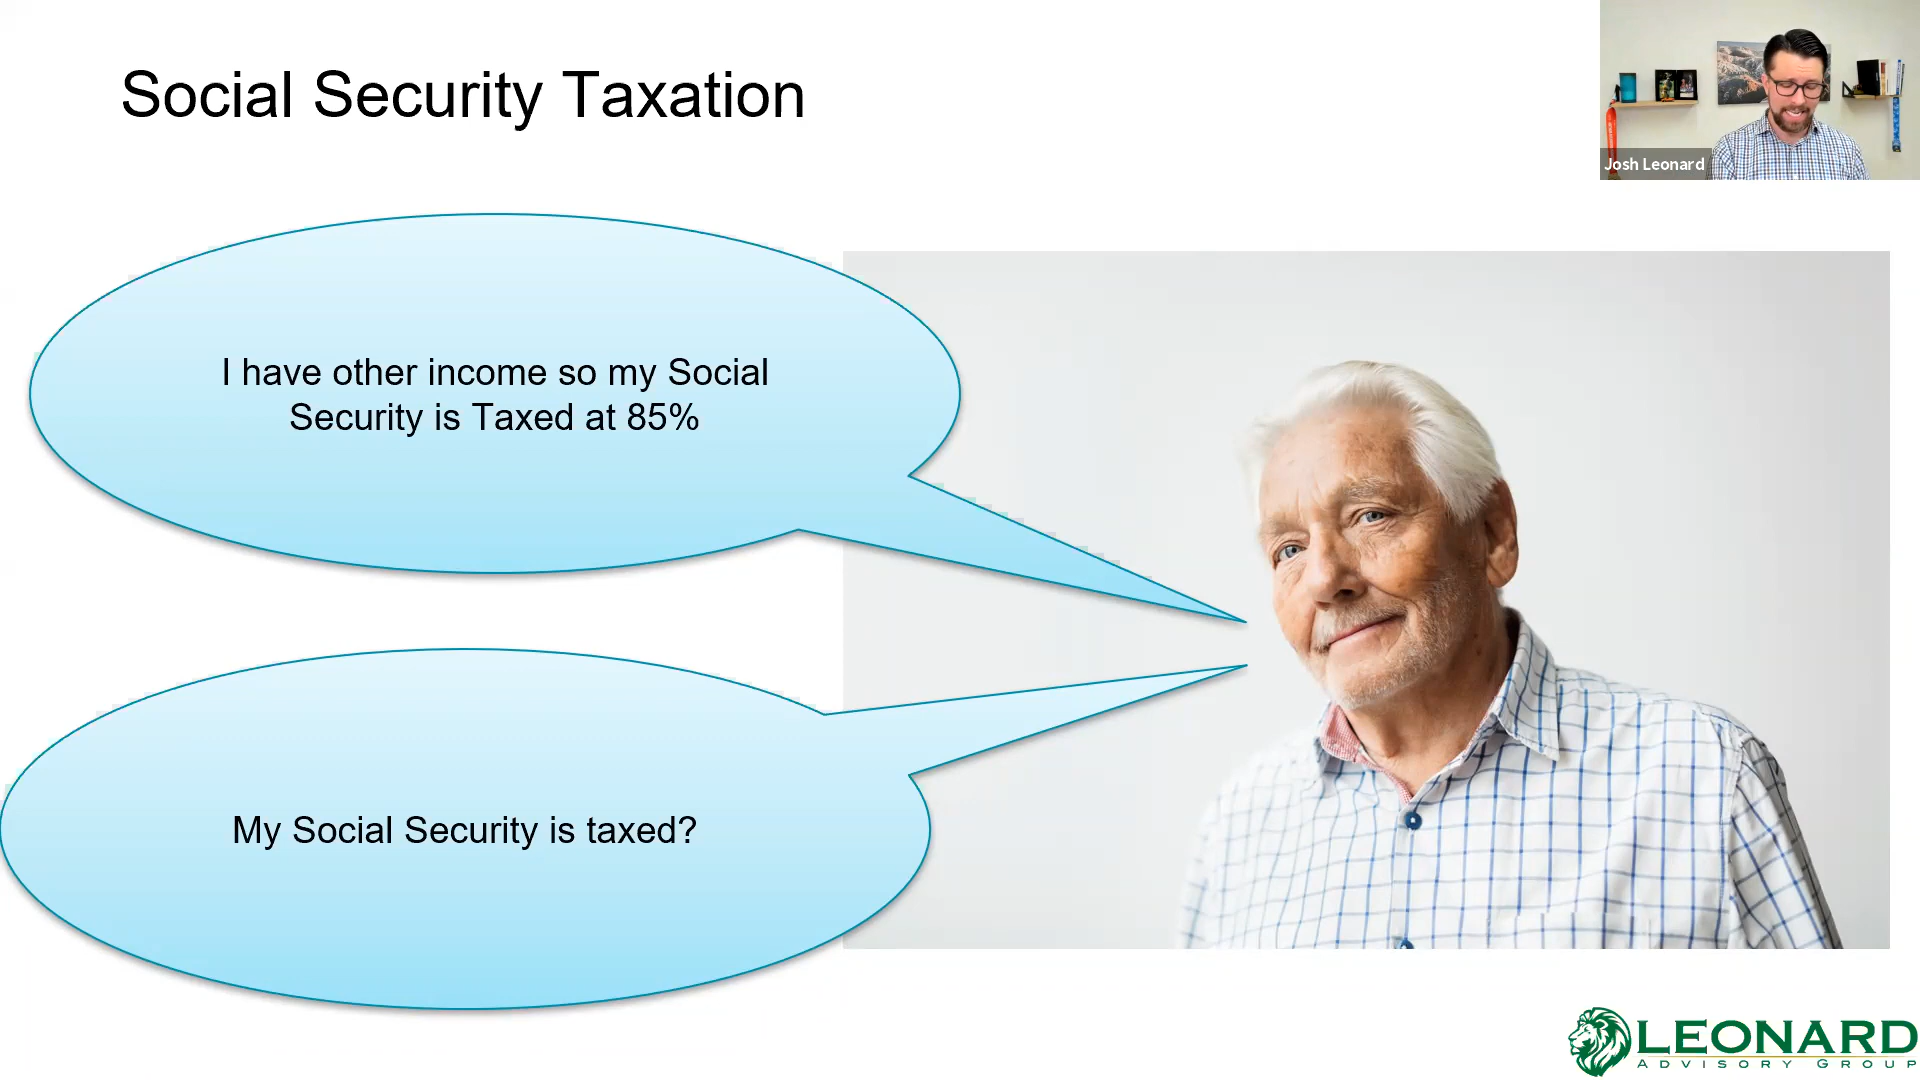 Social Security Taxation
Josh Leonard
I have other income so my Social
Security is Taxed at 85%
My Social Security is taxed?
LEONARD
ADVISORY GROUP